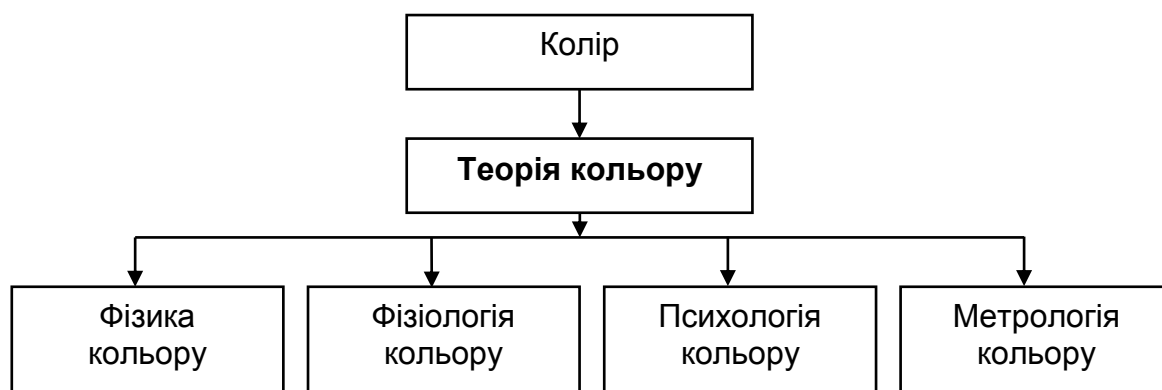 Колір
Теорія кольору
Фізика
кольору
Фізіологія
кольору
Психологія
кольору
Метрологія
кольору